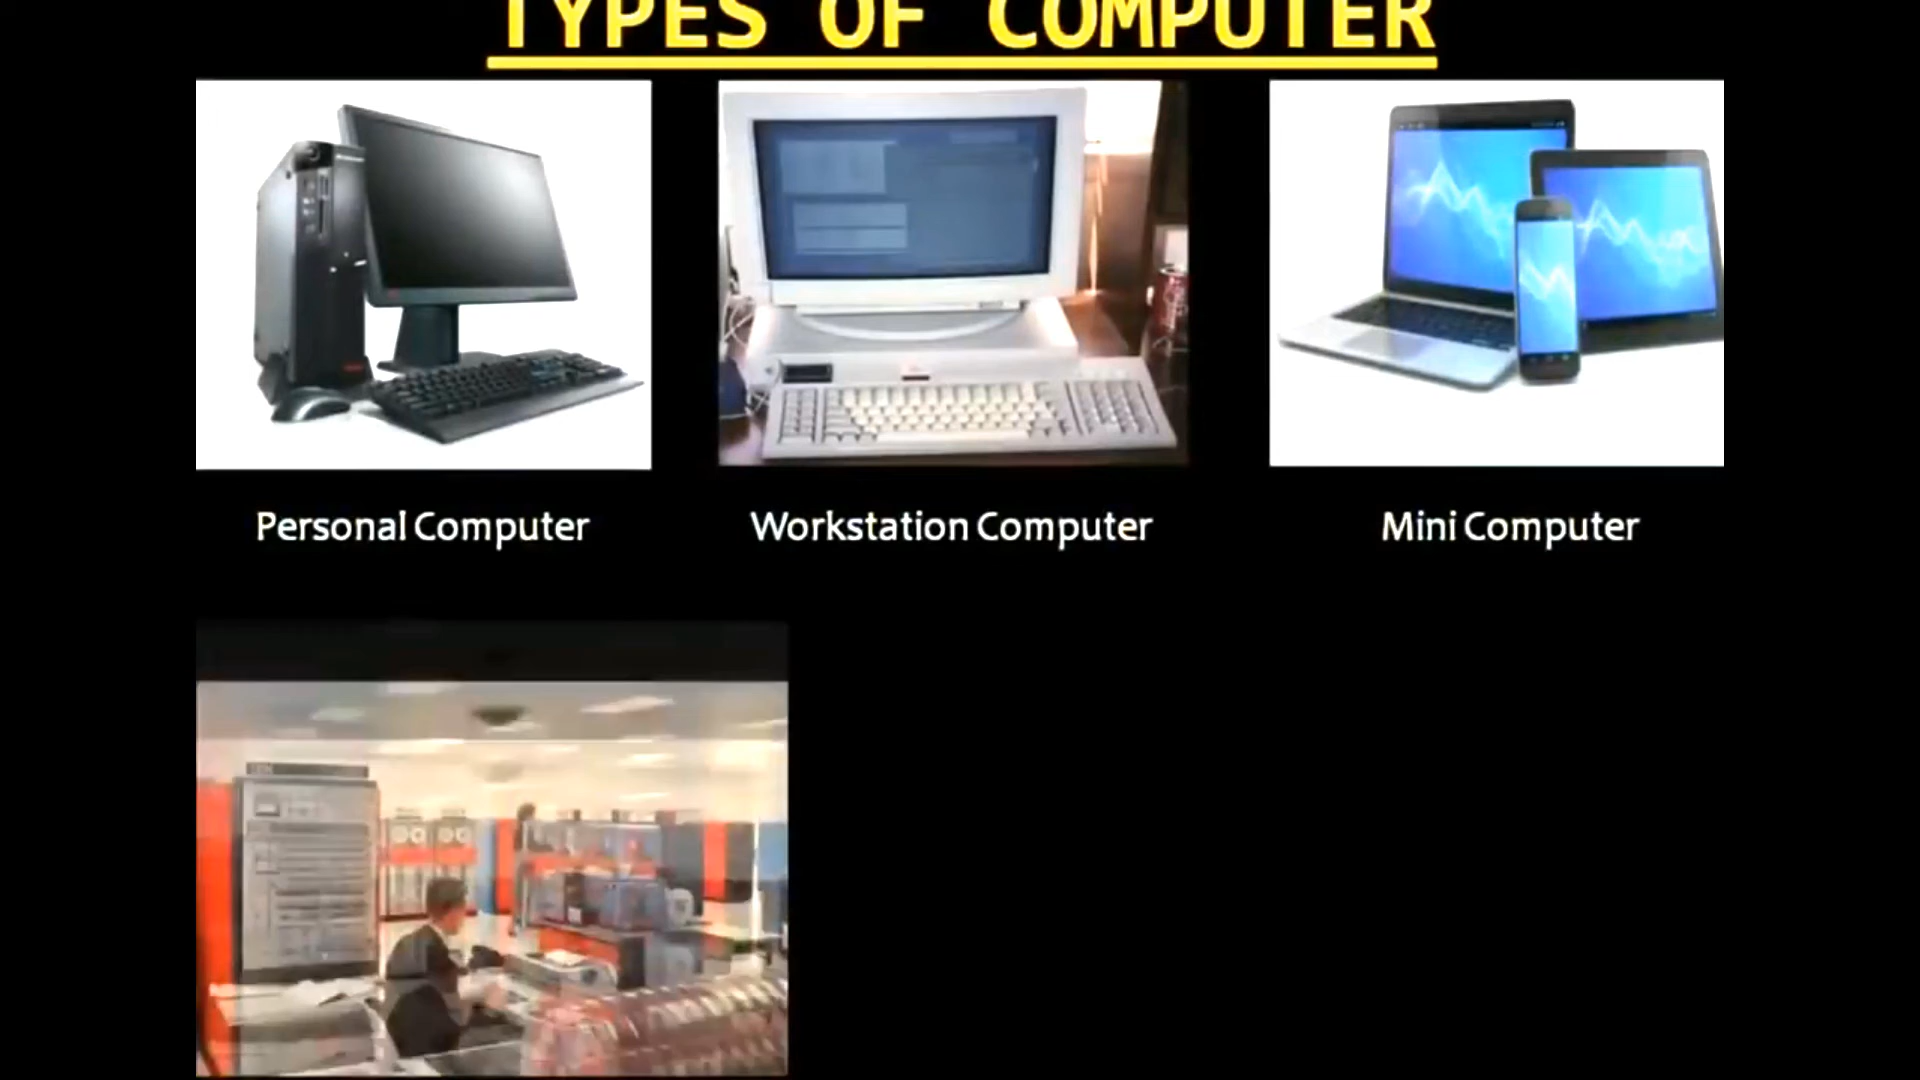 TYPES OF COMPUTER
Personal Computer
Workstation Computer
Mini Computer